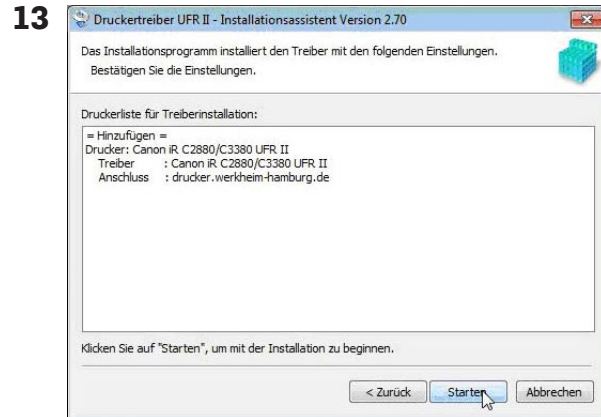 13
Druckertreiber UFR II - Installationsassistent Version 2.70
Das Installationsprogramm installiert den Treiber mit den folgenden Einstellungen.
Bestätigen Sie die Einstellungen.
Druckerliste für Treiberinstallation:
= Hinzufügen =
Drucker: Canon iR C2880/C3380 UFR II
Treiber : Canon iR C2880/C3380 UFR II
Anschluss : drucker.werkheim-hamburg.de
Klicken Sie auf "Starten", um mit der Installation zu beginnen.
< Zurück Starten Abbrechen